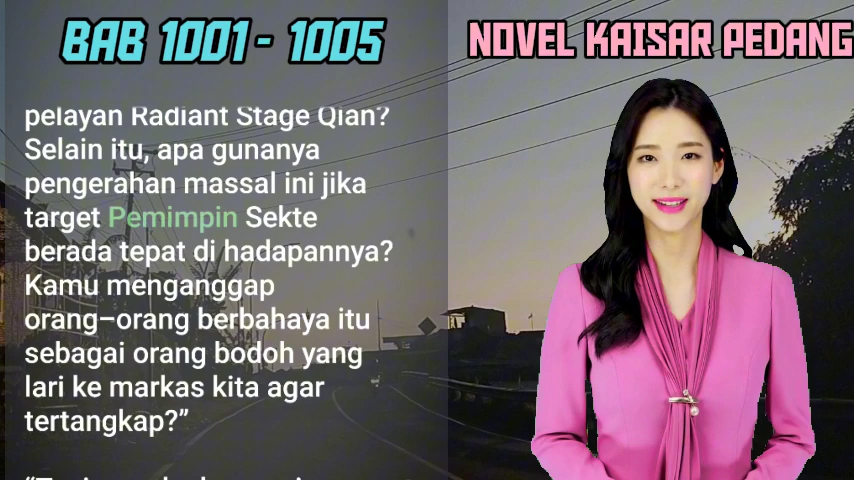 BAB 1001 - 1005
NOVEL KAISAR PEDANG
pelayan Radiant Stage Qian?
Selain itu, apa gunanya
pengerahan massal ini jika
target Pemimpin Sekte
berada tepat di hadapannya?
Kamu menganggap
orang–orang berbahaya itu
sebagai orang bodoh yang
lari ke markas kita agar
tertangkap?”